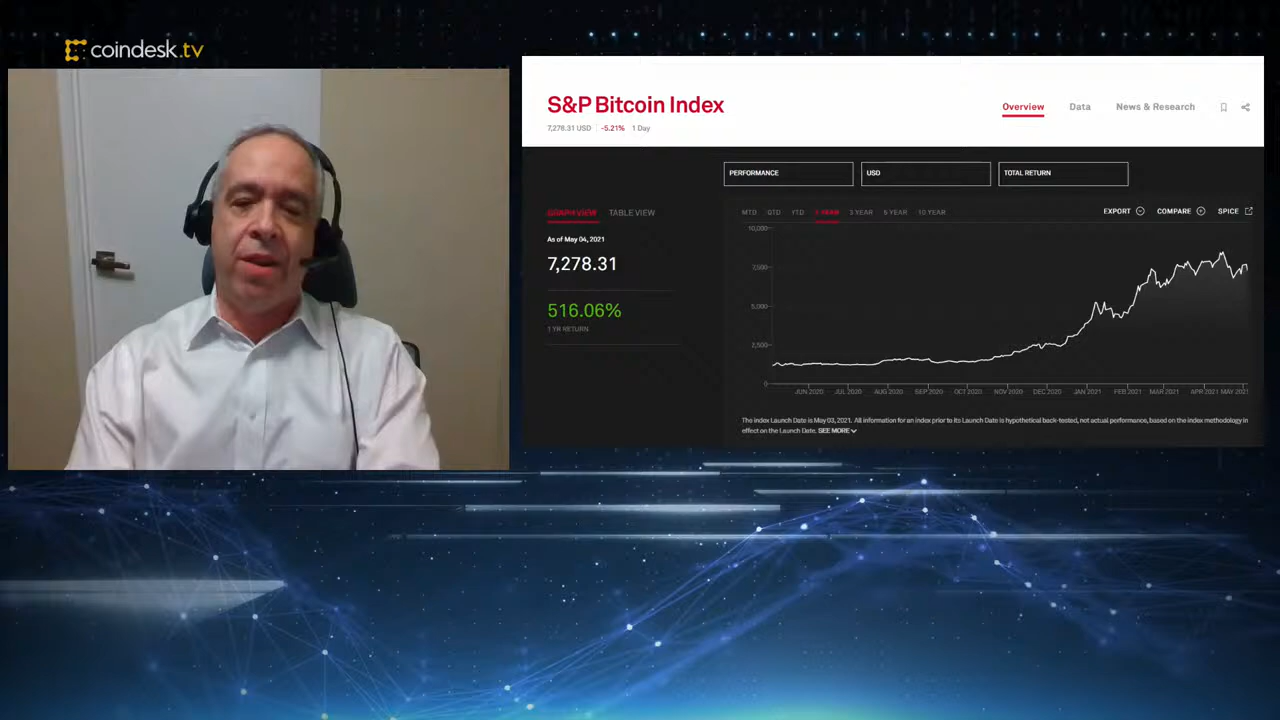 coindesk.tv
S&P Bitcoin Index
Overview
Data
News & Research
7,278.31 USD
-5.21%
1 Day
PERFORMANCE
USD
TOTAL RETURN
GRAPH VIEW
TABLE VIEW
MTD
QTD
YTD
1 YEAR
3 YEAR
5 YEAR
10 YEAR
EXPORT
COMPARE
SPICE
As of May 04, 2021
7,278.31
516.06%
1 YR RETURN
10,000
7,500
5,000
2,500
0
JUN 2020
JUL 2020
AUG 2020
SEP 2020
OCT 2020
NOV 2020
DEC 2020
JAN 2021
FEB 2021
MAR 2021
APR 2021
MAY 2021
The index Launch Date is May 03, 2021. All information for an index prior to its Launch Date is hypothetical back-tested, not actual performance, based on the index methodology in
effect on the Launch Date. SEE MORE